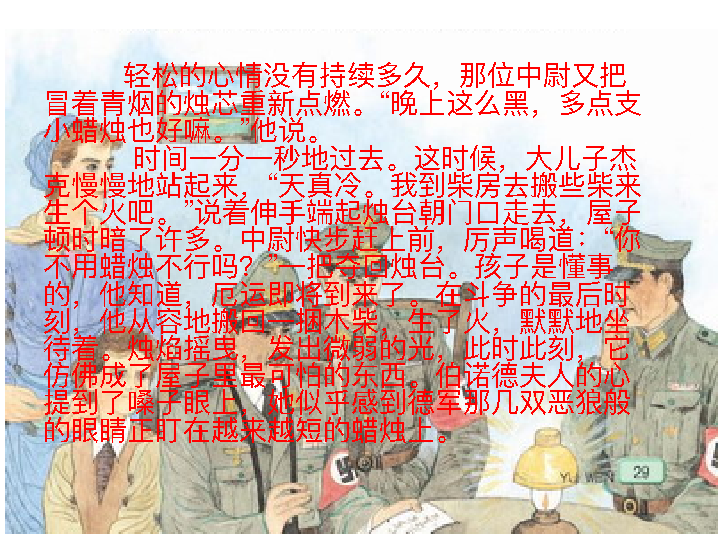 轻松的心情没有持续多久，那位中尉又把
冒着青烟的烛芯重新点燃。“晚上这么黑，多点支
小蜡烛也好嘛。”他说。
时间一分一秒地过去。这时候，大儿子杰
克慢慢地站起来，“天真冷。我到柴房去搬些柴来
生个火吧。”说着伸手端起烛台朝门口走去，屋子
顿时暗了许多。中尉快步赶上前，厉声喝道：“你
不用蜡烛不行吗？”一把夺回烛台。孩子是懂事
的，他知道，厄运即将到来了。在斗争的最后时
刻，他从容地搬回一捆木柴，生了火，默默地坐
待着。烛焰摇曳，发出微弱的光，此时此刻，它
仿佛成了屋子里最可怕的东西。伯诺德夫人的心
提到了嗓子眼上，她似乎感到德军那几双恶狼般
的眼睛正盯在越来越短的蜡烛上。
YU WEN 29